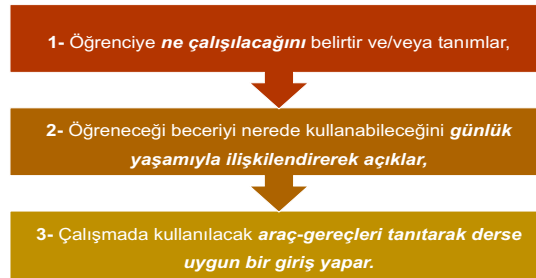 1- Öğrenciye ne çalışılacağını belirtir ve/veya tanımlar,
2- Öğreneceği beceriyi nerede kullanabileceğini günlük
yaşamıyla ilişkilendirerek açıklar,
3- Çalışmada kullanılacak araç-gereçleri tanıtarak derse
uygun bir giriş yapar.